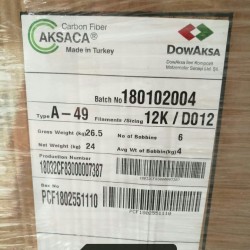 Carbon Fiber
AKSACA®
Made in Turkey
DowAksa
Batch No 180102004
Type A-49 Filaments /Sizing 12K / D012
Gross Weight (kg) 26.5 No of Bobbins 6
Net Weight (kg) 24 Avg Wt of Bobbin (kg) 4
Production Number
18032CF83000007387
Box No
PCF1802551110